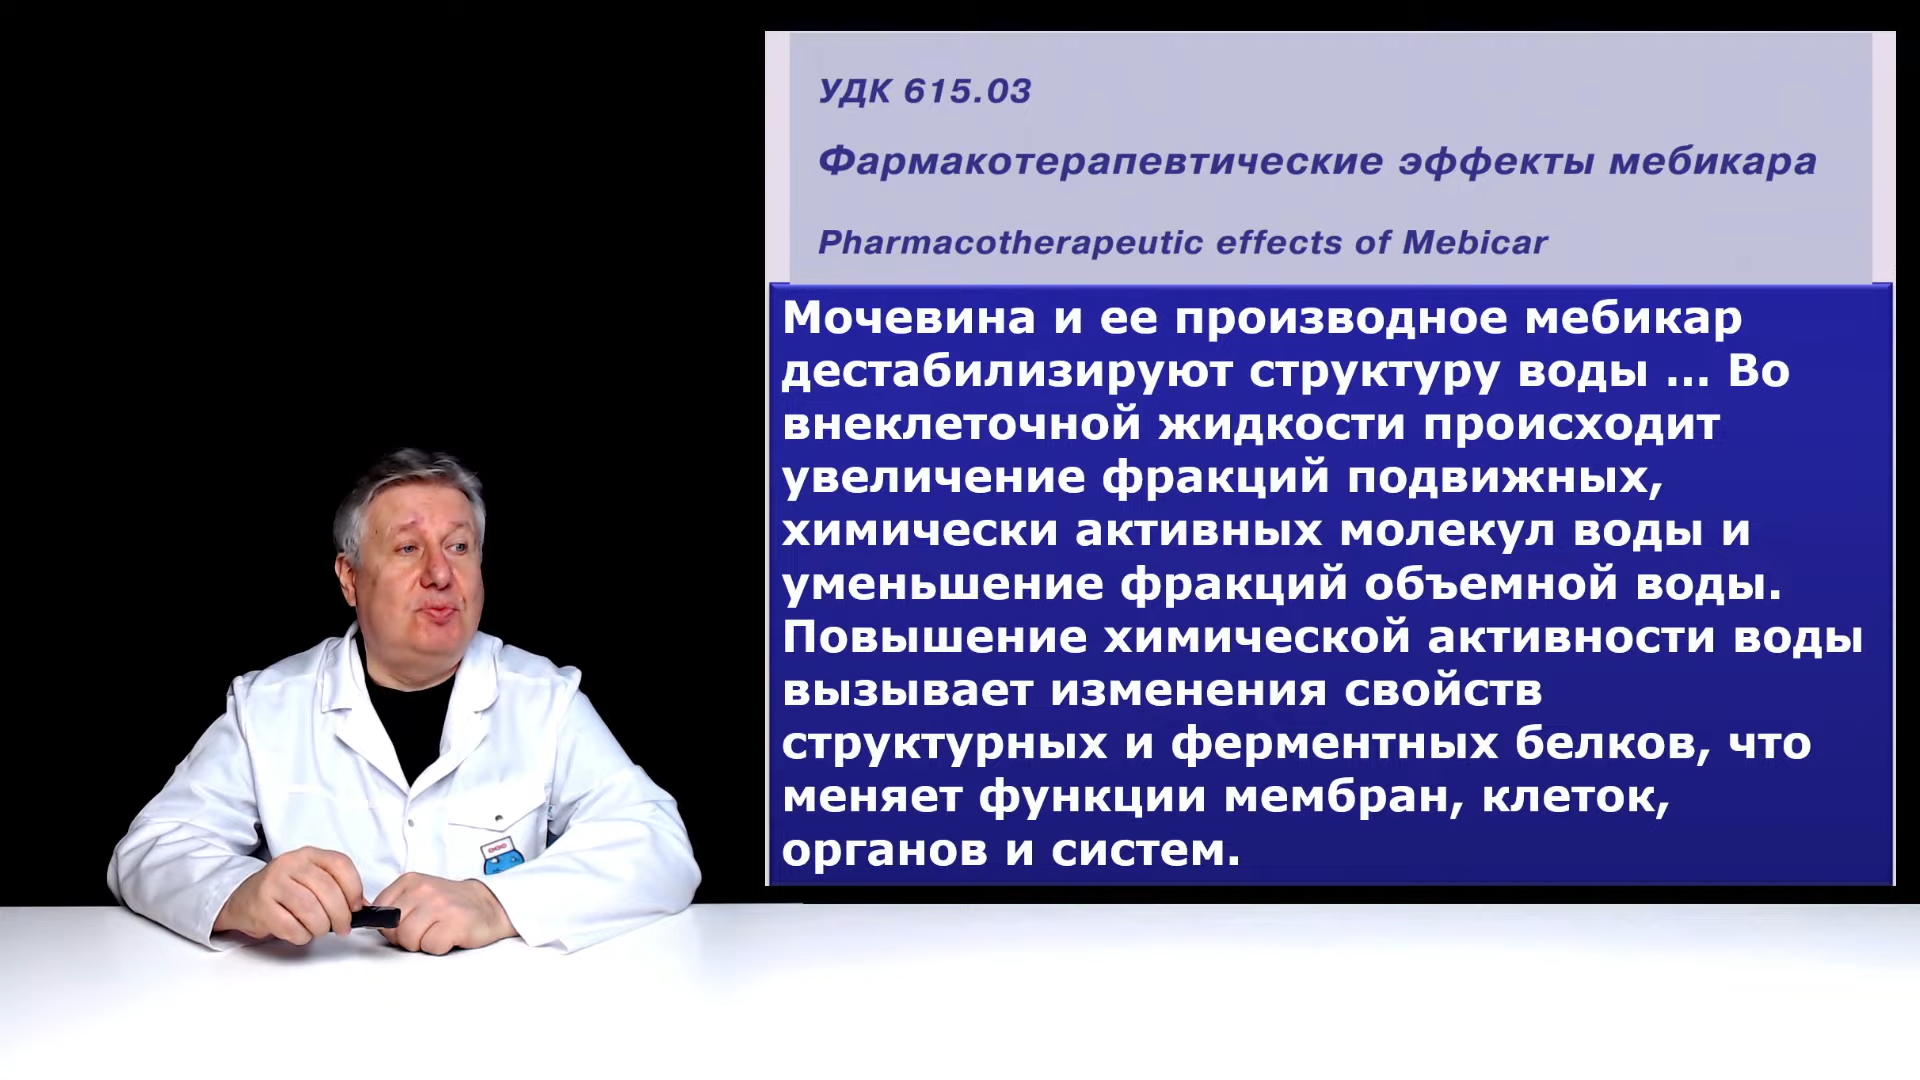 УДК 615.03
Фармакотерапевтические эффекты мебикара
Pharmacotherapeutic effects of Mebicar
Мочевина и ее производное мебикар
дестабилизируют структуру воды ... Во
внеклеточной жидкости происходит
увеличение фракций подвижных,
химически активных молекул воды и
уменьшение фракций объемной воды.
Повышение химической активности воды
вызывает изменения свойств
структурных и ферментных белков, что
меняет функции мембран, клеток,
органов и систем.